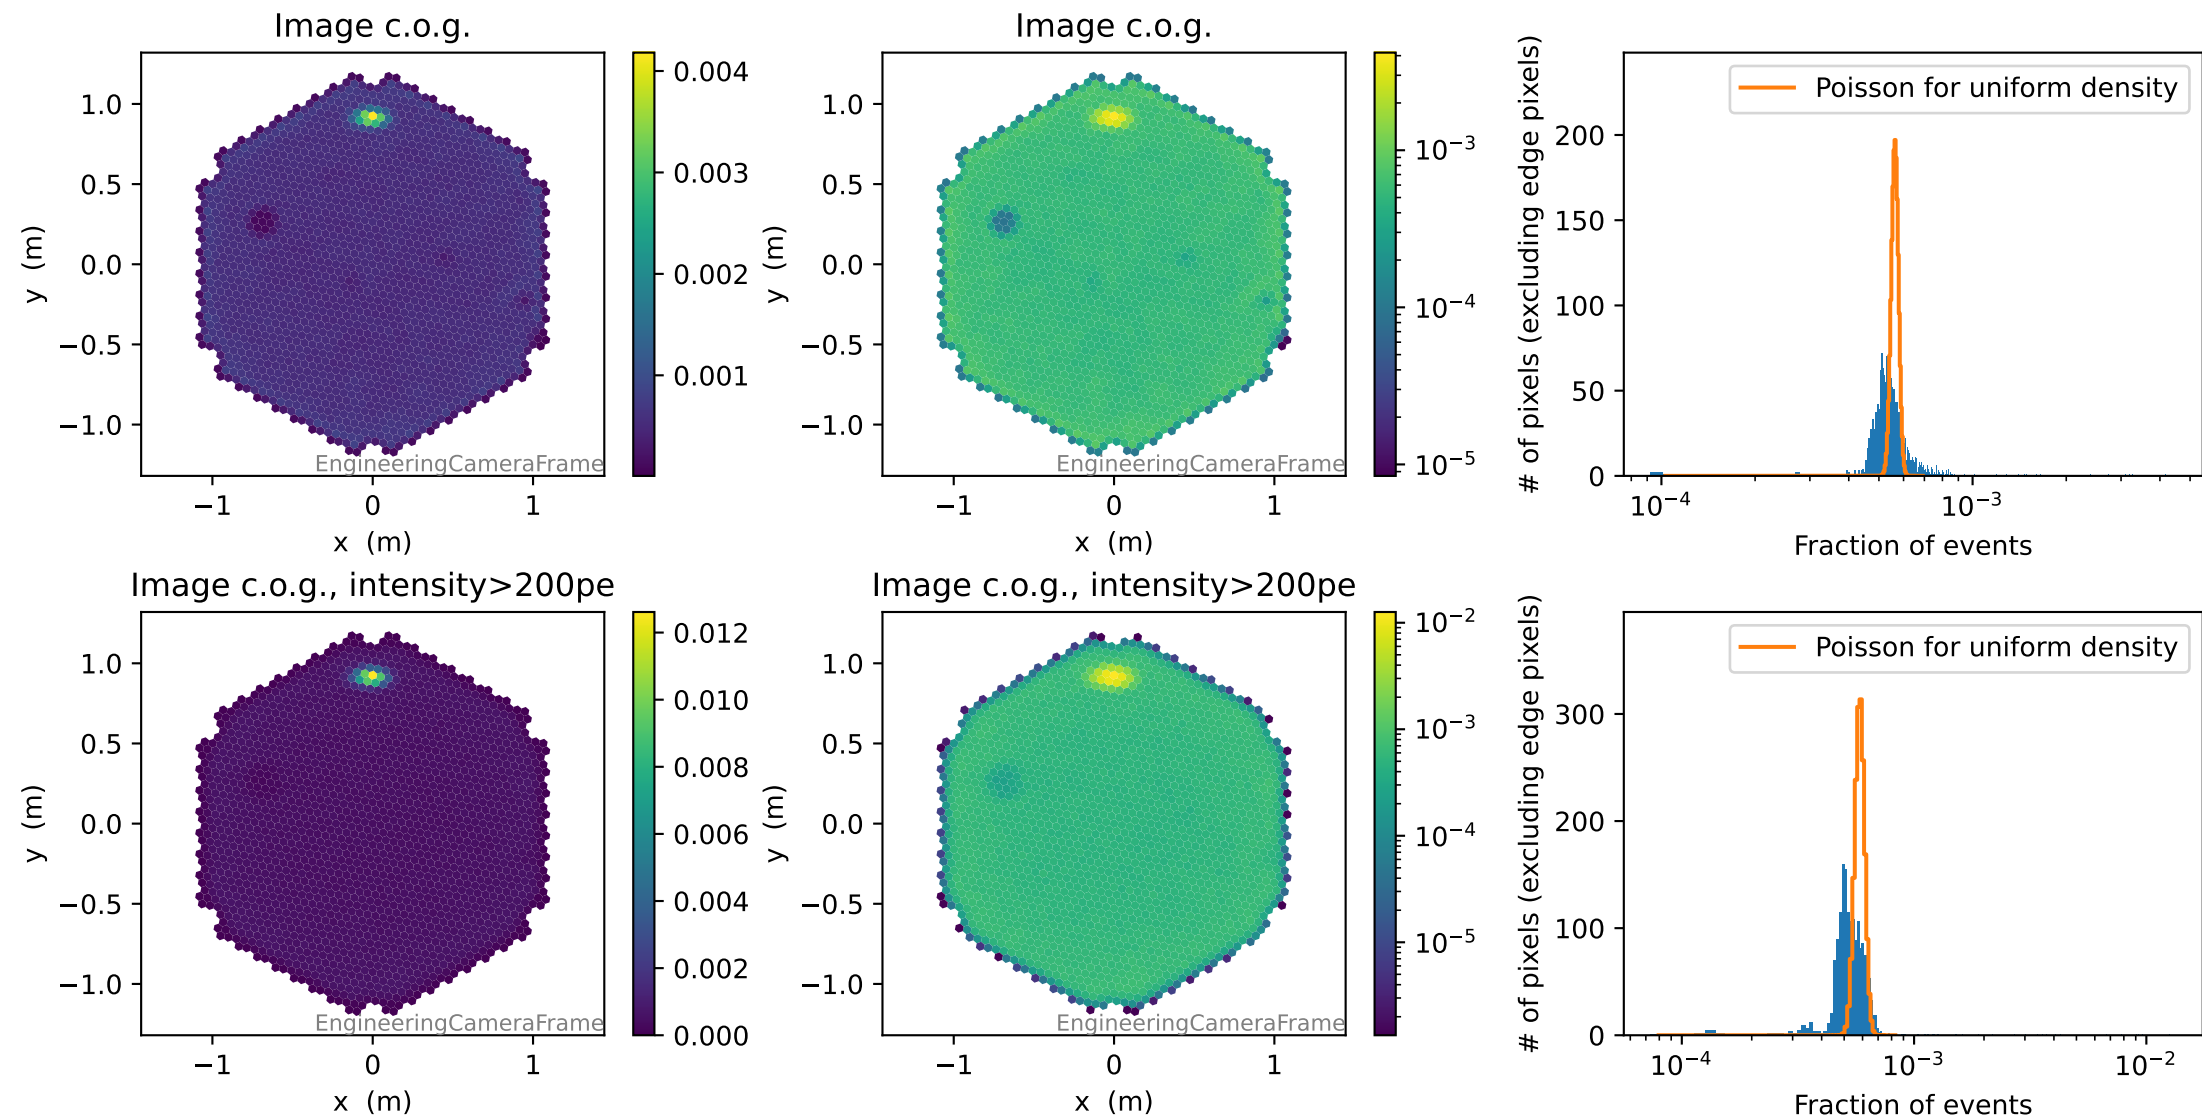 Image c.o.g.
1.0
0.5
0.0
−0.5
−1.0
y (m)
−1 0 1
x (m)
EngineeringCameraFrame
0.004
0.003
0.002
0.001
Image c.o.g.
1.0
0.5
0.0
−0.5
−1.0
y (m)
−1 0 1
x (m)
EngineeringCameraFrame
10⁻³
10⁻⁴
10⁻⁵
# of pixels (excluding edge pixels)
200
150
100
50
0
Poisson for uniform density
10⁻⁴ 10⁻³
Fraction of events
Image c.o.g., intensity>200pe
1.0
0.5
0.0
−0.5
−1.0
y (m)
−1 0 1
x (m)
EngineeringCameraFrame
0.012
0.010
0.008
0.006
0.004
0.002
0.000
Image c.o.g., intensity>200pe
1.0
0.5
0.0
−0.5
−1.0
y (m)
−1 0 1
x (m)
EngineeringCameraFrame
10⁻²
10⁻³
10⁻⁴
10⁻⁵
# of pixels (excluding edge pixels)
300
200
100
0
Poisson for uniform density
10⁻⁴ 10⁻³ 10⁻²
Fraction of events